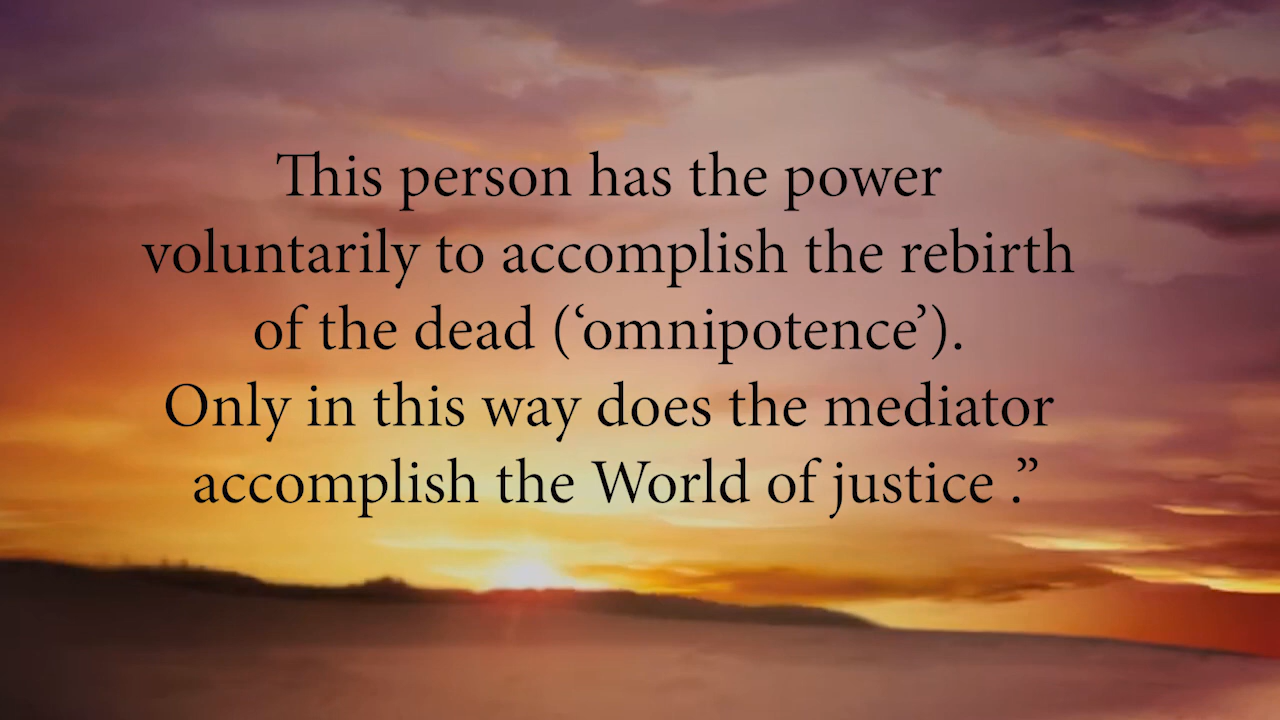 This person has the power
voluntarily to accomplish the rebirth
of the dead (‘omnipotence’).
Only in this way does the mediator
accomplish the World of justice .”